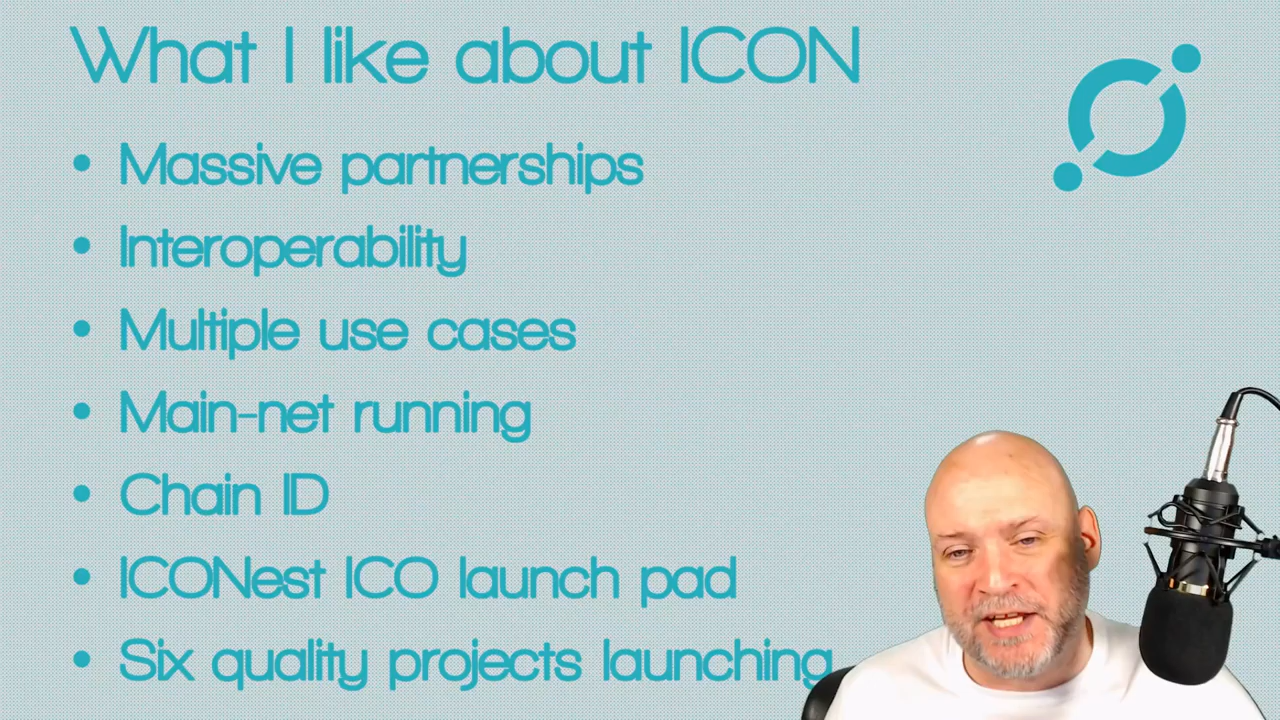 What I like about ICON
• Massive partnerships
• Interoperability
• Multiple use cases
• Main-net running
• Chain ID
• ICONest ICO launch pad
• Six quality projects launching